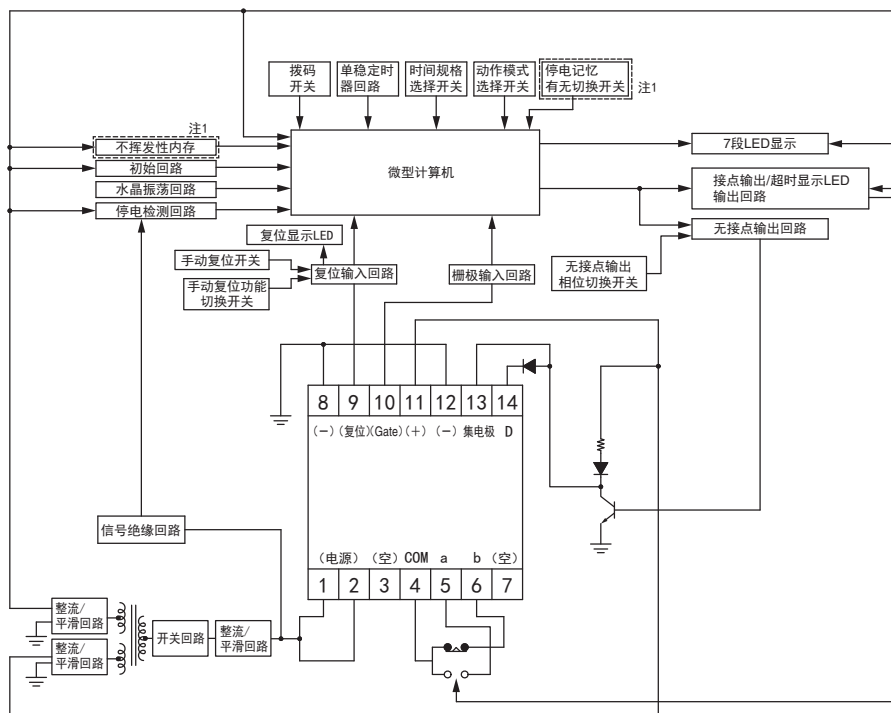 拨码
开关
单稳定时
器回路
时间规格
选择开关
动作模式
选择开关
停电记忆
有无切换开关
注1
注1
不挥发性内存
初始回路
水晶振荡回路
停电检测回路
微型计算机
7段LED显示
接点输出/超时显示LED
输出回路
无接点输出回路
无接点输出
相位切换开关
复位显示LED
手动复位开关
手动复位功能
切换开关
复位输入回路
栅极输入回路
8 9 10 11 12 13 14
(－) (复位) (Gate) (＋) (－) 集电极 D
信号绝缘回路
(电源) (空) COM a b (空)
1 2 3 4 5 6 7
整流/
平滑回路
整流/
平滑回路
开关回路
整流/
平滑回路